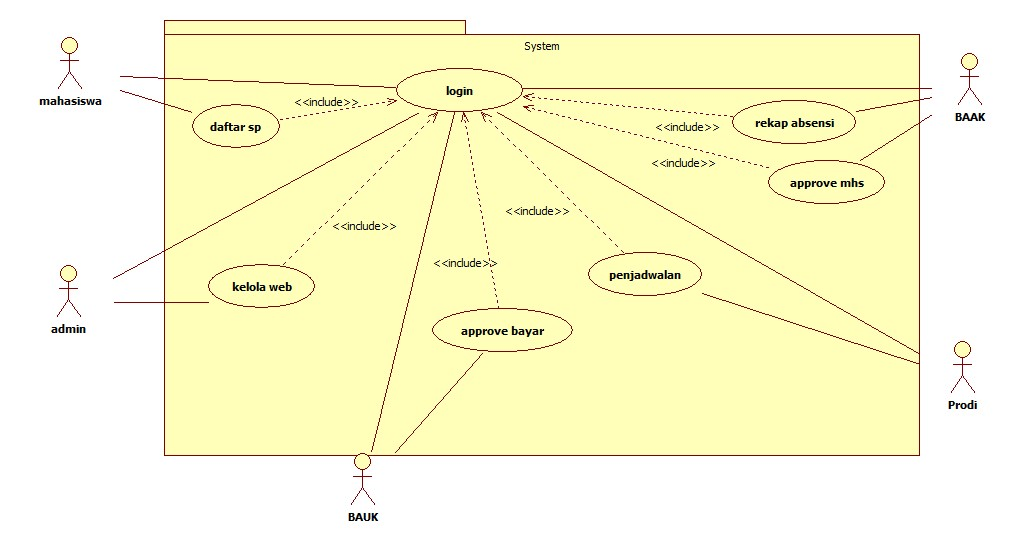 System
login
mahasiswa
<<include>>
daftar sp
rekap absensi
BAAK
<<include>>
<<include>>
approve mhs
<<include>>
<<include>>
<<include>>
penjadwalan
kelola web
admin
approve bayar
Prodi
BAUK